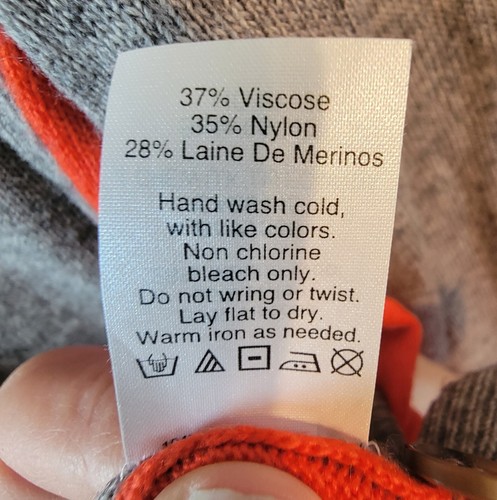 37% Viscose
35% Nylon
28% Laine De Merinos
Hand wash cold,
with like colors.
Non chlorine
bleach only.
Do not wring or twist.
Lay flat to dry.
Warm iron as needed.